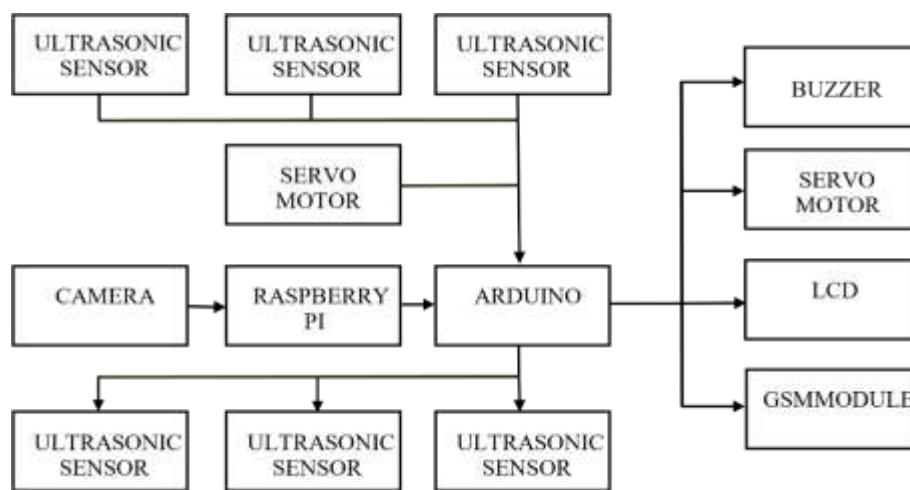 ULTRASONIC
SENSOR
ULTRASONIC
SENSOR
ULTRASONIC
SENSOR
BUZZER
SERVO
MOTOR
SERVO
MOTOR
CAMERA
RASPBERRY
PI
ARDUINO
LCD
GSMMODULE
ULTRASONIC
SENSOR
ULTRASONIC
SENSOR
ULTRASONIC
SENSOR